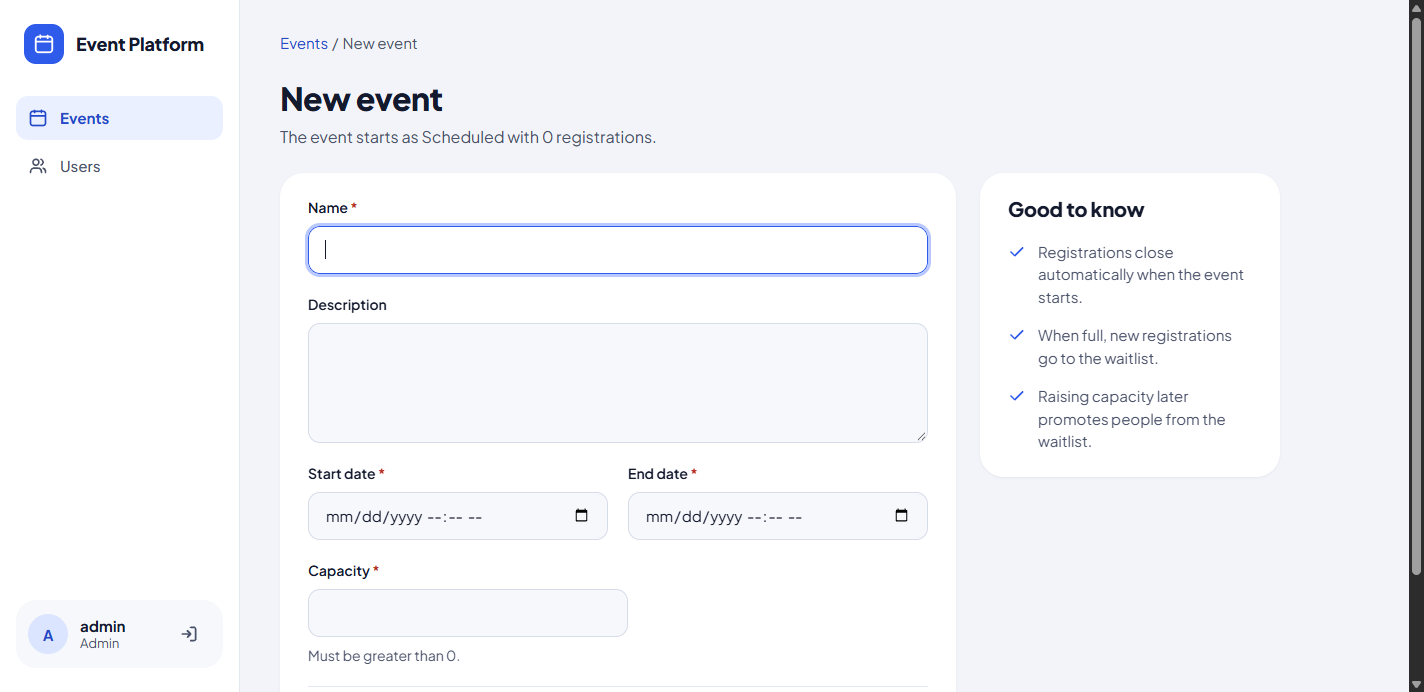 Event Platform
Events
Users
A
admin
Admin
Events / New event
New event
The event starts as Scheduled with 0 registrations.
Name *
Description
Start date *
End date *
mm/dd/yyyy --:-- --
mm/dd/yyyy --:-- --
Capacity *
Must be greater than 0.
Good to know
Registrations close
automatically when the event
starts.
When full, new registrations
go to the waitlist.
Raising capacity later
promotes people from the
waitlist.